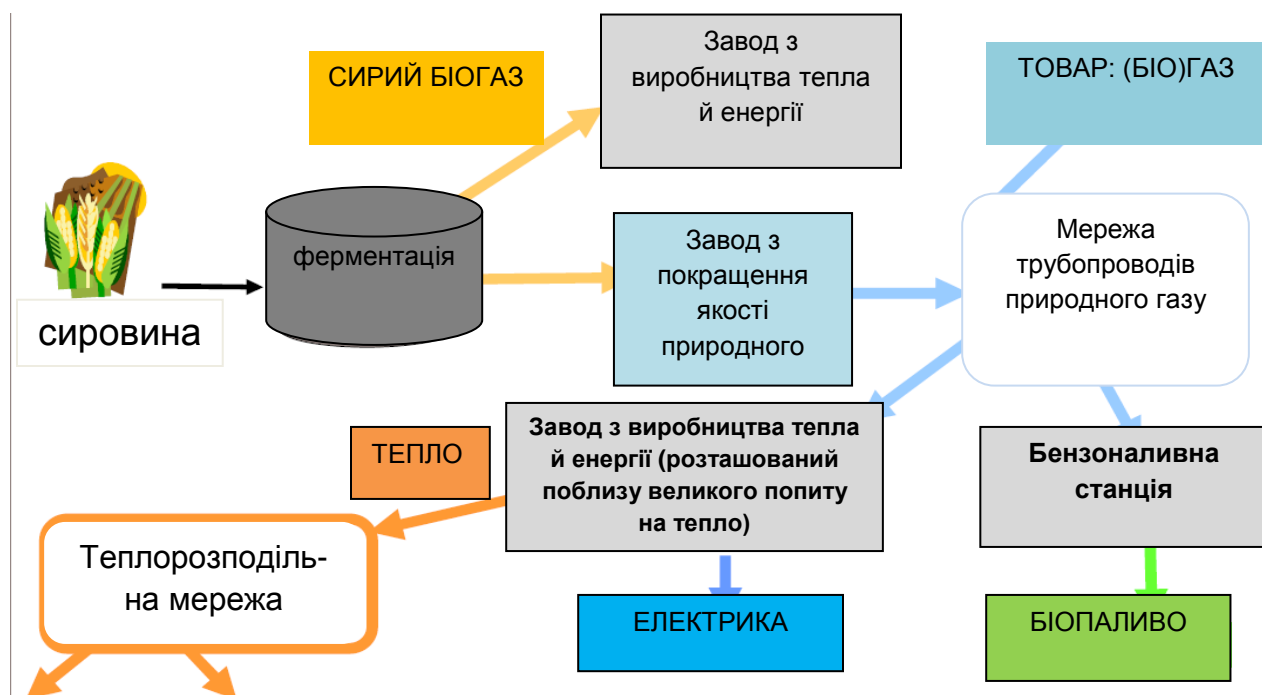 СИРИЙ БІОГАЗ
Завод з
виробництва тепла
й енергії
ТОВАР: (БІО)ГАЗ
сировина
ферментація
Завод з
покращення
якості
природного
Мережа
трубопроводів
природного газу
ТЕПЛО
Завод з виробництва тепла
й енергії (розташований
поблизу великого попиту
на тепло)
Бензоналивна
станція
Теплорозподіль-
на мережа
ЕЛЕКТРИКА
БІОПАЛИВО